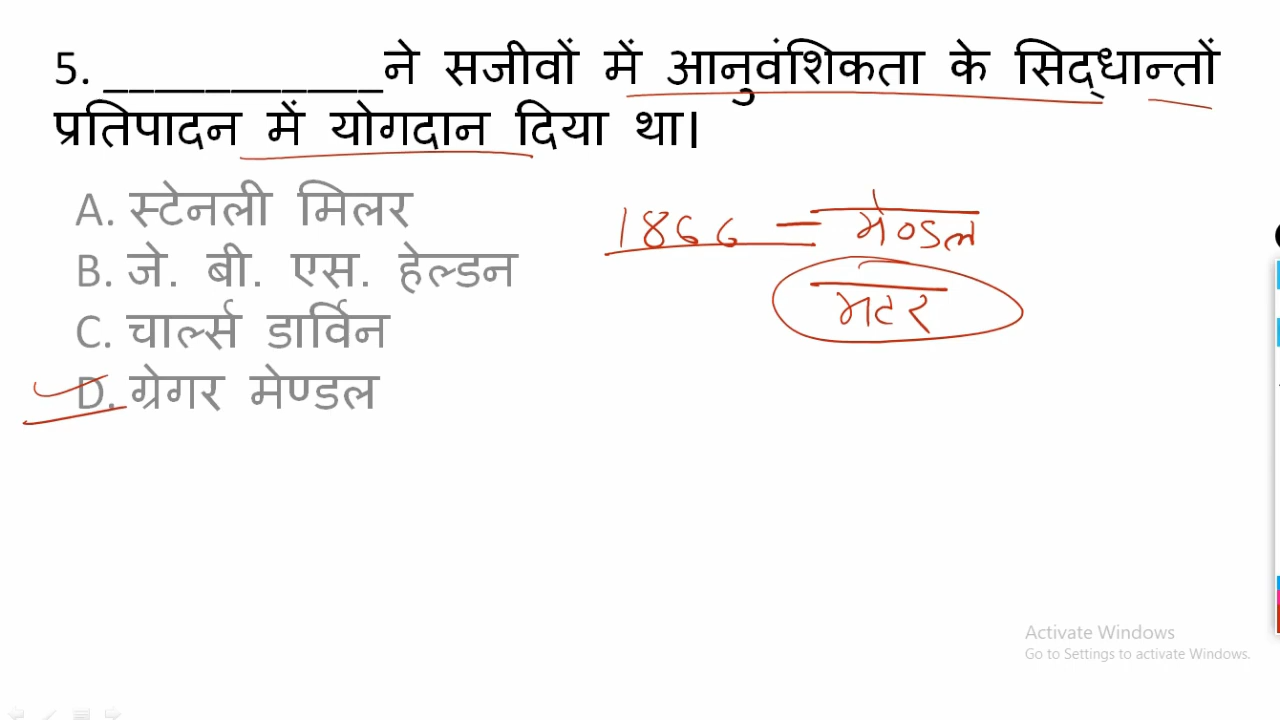 5. ____________ने सजीवों में आनुवंशिकता के सिद्धान्तों
प्रतिपादन में योगदान दिया था।
A. स्टेनली मिलर
B. जे. बी. एस. हेल्डन
C. चार्ल्स डार्विन
D. ग्रेगर मेण्डल
1866 = मेण्डल
मटर
Activate Windows
Go to Settings to activate Windows.